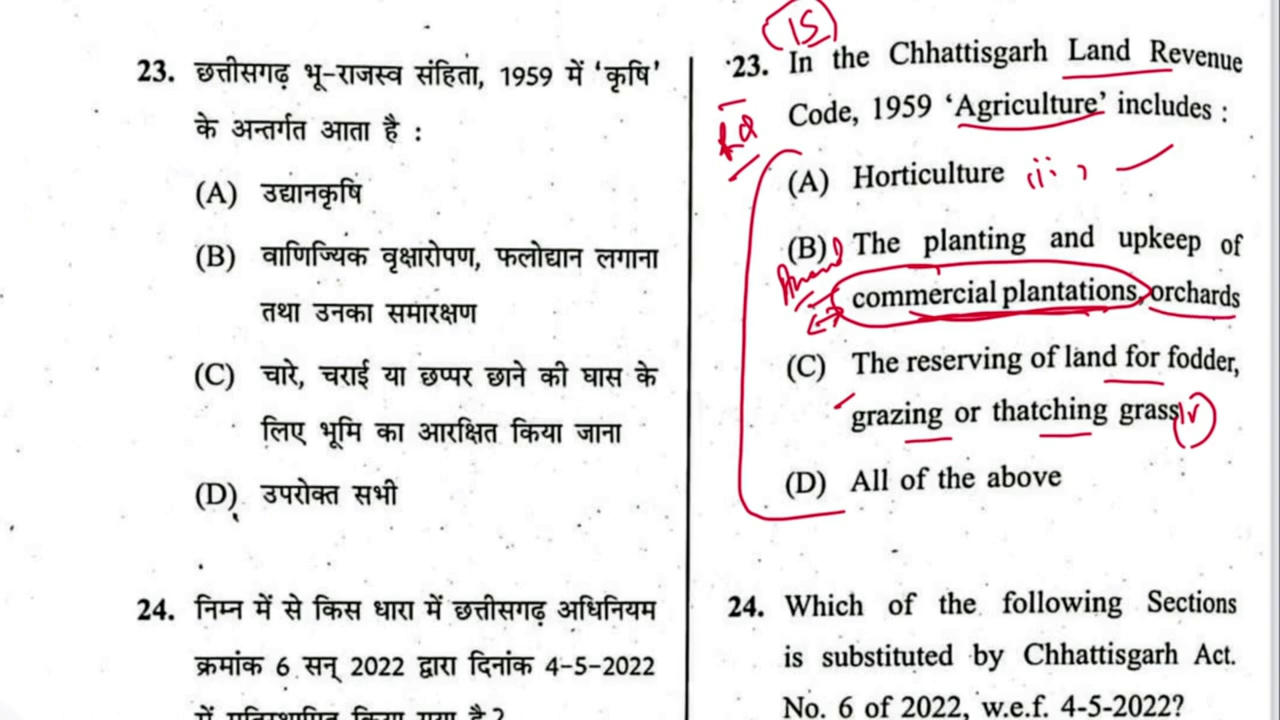 23. छत्तीसगढ़ भू-राजस्व संहिता, 1959 में 'कृषि'
के अन्तर्गत आता है :
(A) उद्यानकृषि
(B) वाणिज्यिक वृक्षारोपण, फलोद्यान लगाना
तथा उनका समारक्षण
(C) चारे, चराई या छप्पर छाने की घास के
लिए भूमि का आरक्षित किया जाना
(D) उपरोक्त सभी
24. निम्न में से किस धारा में छत्तीसगढ़ अधिनियम
क्रमांक 6 सन् 2022 द्वारा दिनांक 4-5-2022
में प्रतिस्थापित किया गया है ?
15
23. In the Chhattisgarh Land Revenue
Code, 1959 'Agriculture' includes :
(A) Horticulture iii,
(B) The planting and upkeep of
commercial plantations, orchards
(C) The reserving of land for fodder,
grazing or thatching grass iv
(D) All of the above
24. Which of the following Sections
is substituted by Chhattisgarh Act.
No. 6 of 2022, w.e.f. 4-5-2022?